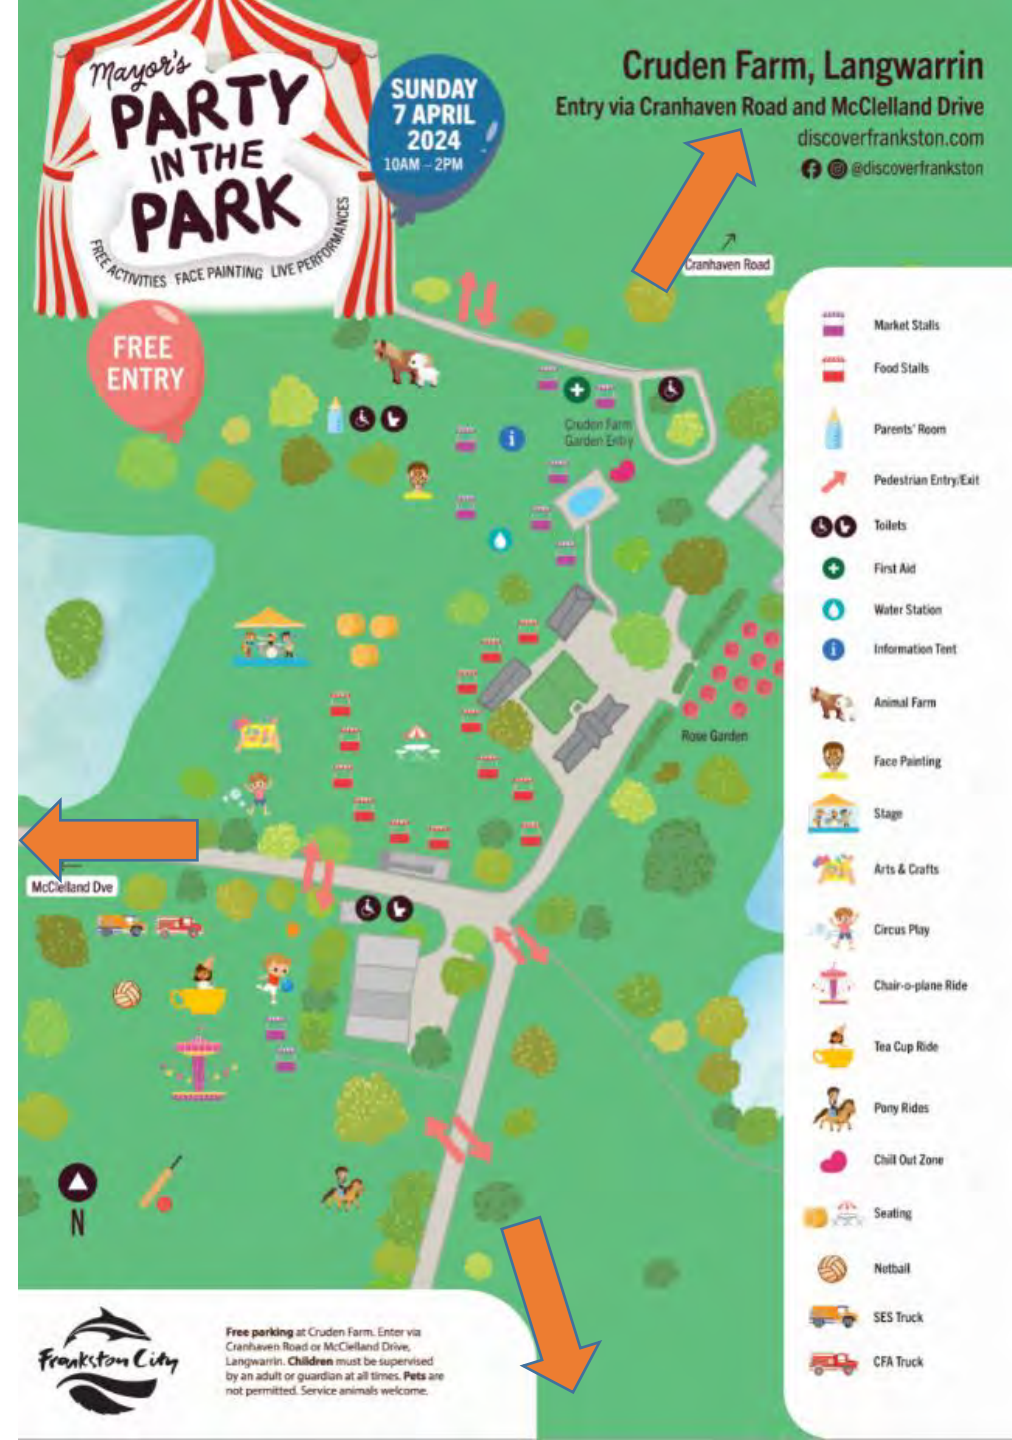 Mayor's
PARTY
IN THE
PARK
FREE ACTIVITIES FACE PAINTING LIVE PERFORMANCES
SUNDAY
7 APRIL
2024
10AM – 2PM
FREE
ENTRY
Cruden Farm, Langwarrin
Entry via Cranhaven Road and McClelland Drive
discoverfrankston.com
@discoverfrankston
Cranhaven Road
Cruden Farm
Garden Entry
Rose Garden
McClelland Dve
N
Market Stalls
Food Stalls
Parents' Room
Pedestrian Entry/Exit
Toilets
First Aid
Water Station
Information Tent
Animal Farm
Face Painting
Stage
Arts & Crafts
Circus Play
Chair-o-plane Ride
Tea Cup Ride
Pony Rides
Chill Out Zone
Seating
Netball
SES Truck
CFA Truck
Frankston City
Free parking at Cruden Farm. Enter via
Cranhaven Road or McClelland Drive,
Langwarrin. Children must be supervised
by an adult or guardian at all times. Pets are
not permitted. Service animals welcome.